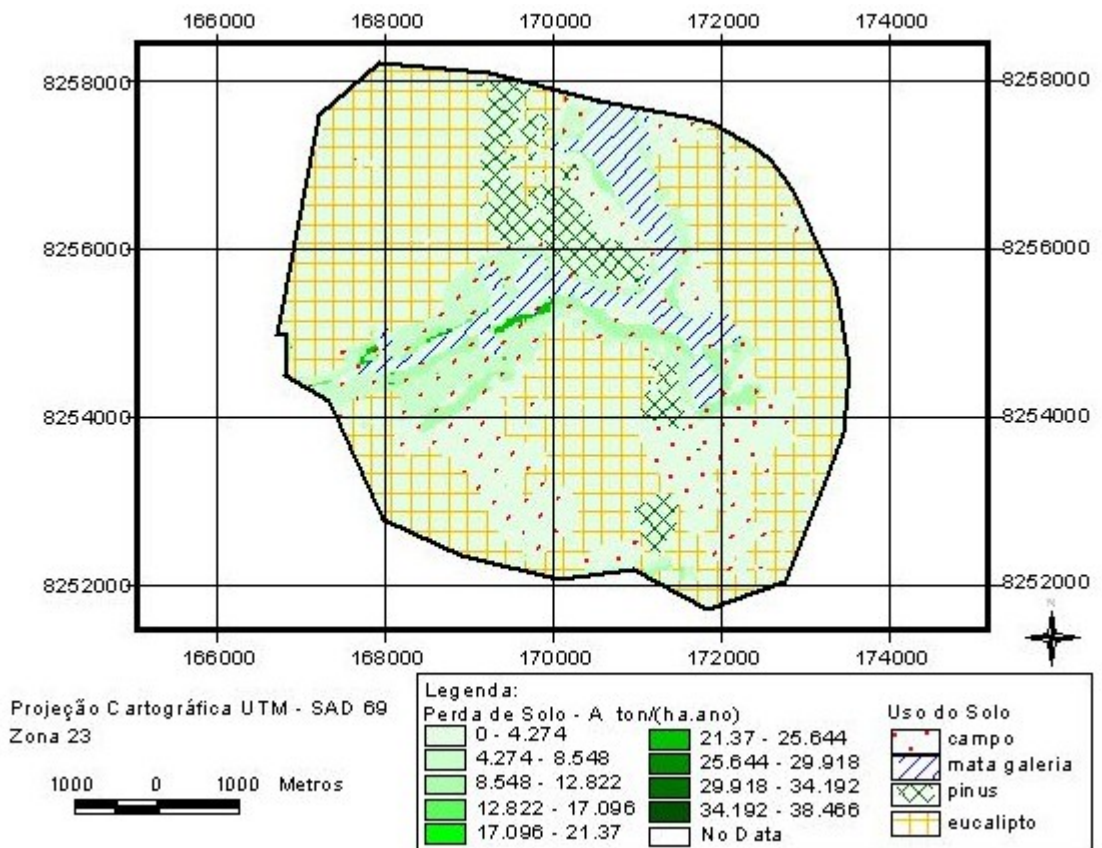 166000 168000 170000 172000 174000
8258000 8258000
8256000 8256000
8254000 8254000
8252000 8252000
166000 168000 170000 172000 174000
N
Projeção Cartográfica UTM - SAD 69
Zona 23
1000 0 1000 Metros
Legenda:
Perda de Solo - A ton/(ha.ano)
0 - 4.274
4.274 - 8.548
8.548 - 12.822
12.822 - 17.096
17.096 - 21.37
21.37 - 25.644
25.644 - 29.918
29.918 - 34.192
34.192 - 38.466
No Data
Uso do Solo
campo
mata galeria
pinus
eucalipto